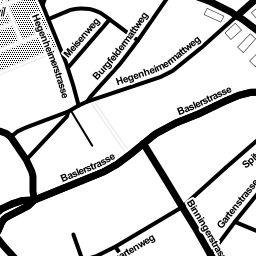 Hegenheimerstrasse
Meisenweg
Burgfeldermattweg
Hegenheimermattweg
Baslerstrasse
Baslerstrasse
Binningerstrasse
Gartenstrasse